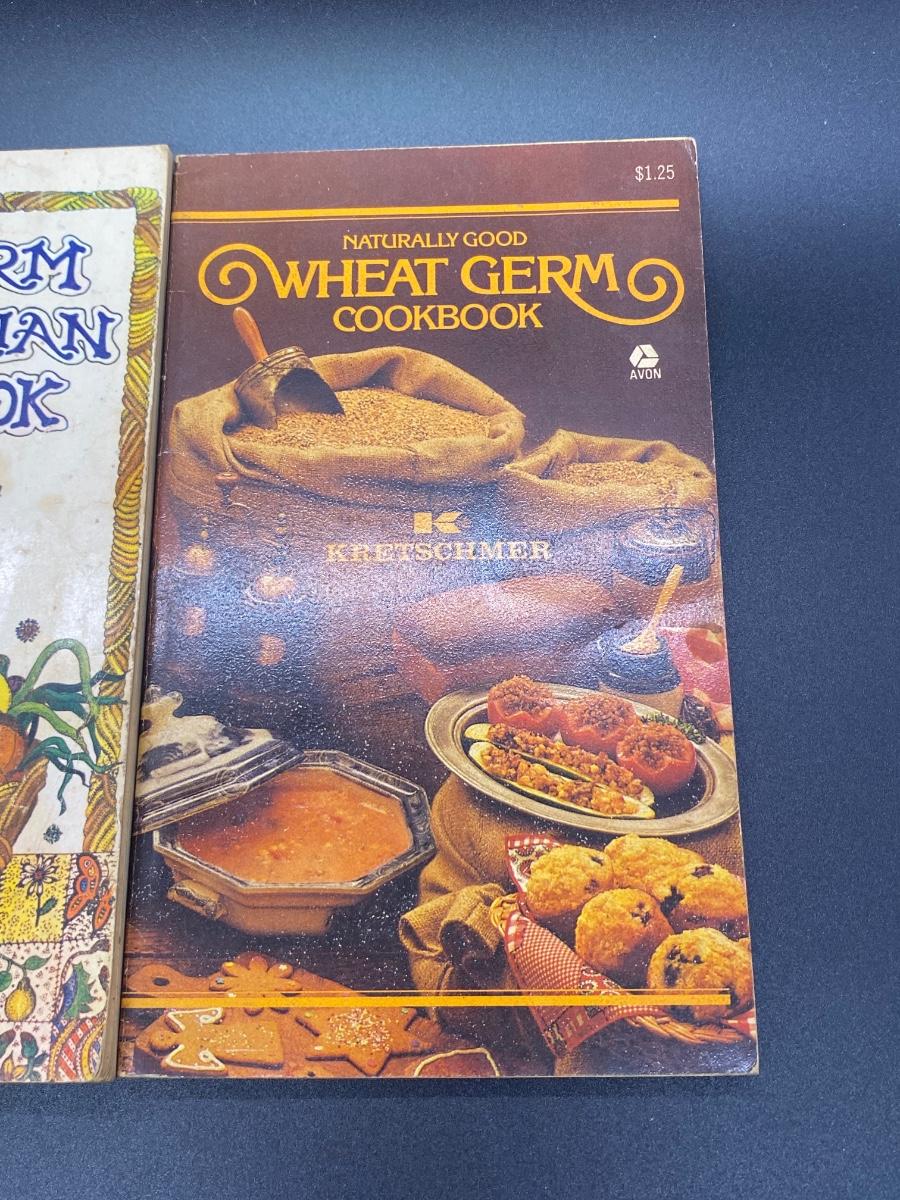 RM
IAN
OK
$1.25
NATURALLY GOOD
WHEAT GERM
COOKBOOK
AVON
K
KRETSCHMER